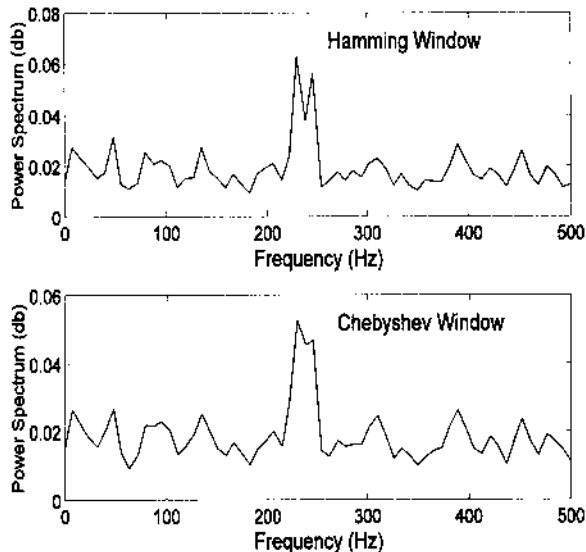 0.08
0.06
0.04
0.02
0
Power Spectrum (db)
Hamming Window
0 100 200 300 400 500
Frequency (Hz)
0.06
0.04
0.02
0
Power Spectrum (db)
Chebyshev Window
0 100 200 300 400 500
Frequency (Hz)